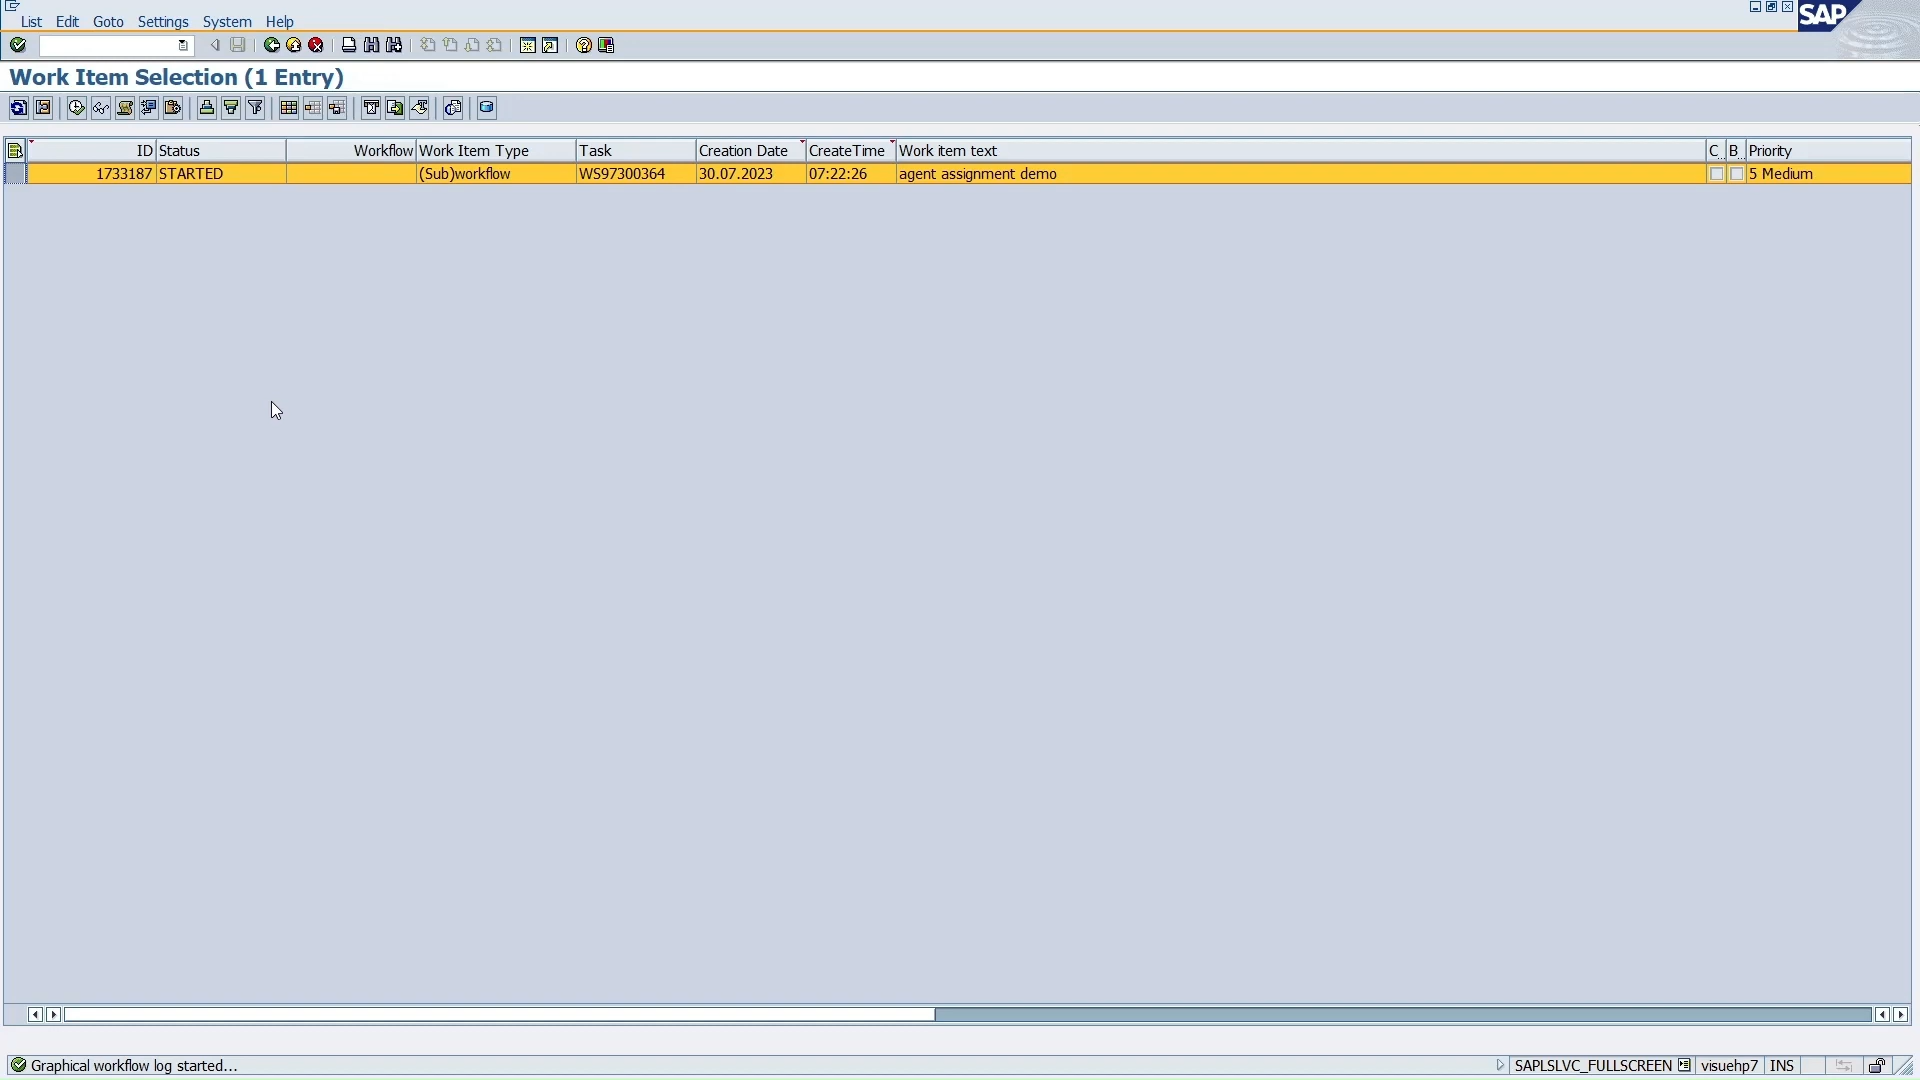 List Edit Goto Settings System Help
SAP
Work Item Selection (1 Entry)
ID Status Workflow Work Item Type Task Creation Date CreateTime Work item text C.. B.. Priority
1733187 STARTED (Sub)workflow WS97300364 30.07.2023 07:22:26 agent assignment demo 5 Medium
Graphical workflow log started... SAPLSLVC_FULLSCREEN visuehp7 INS